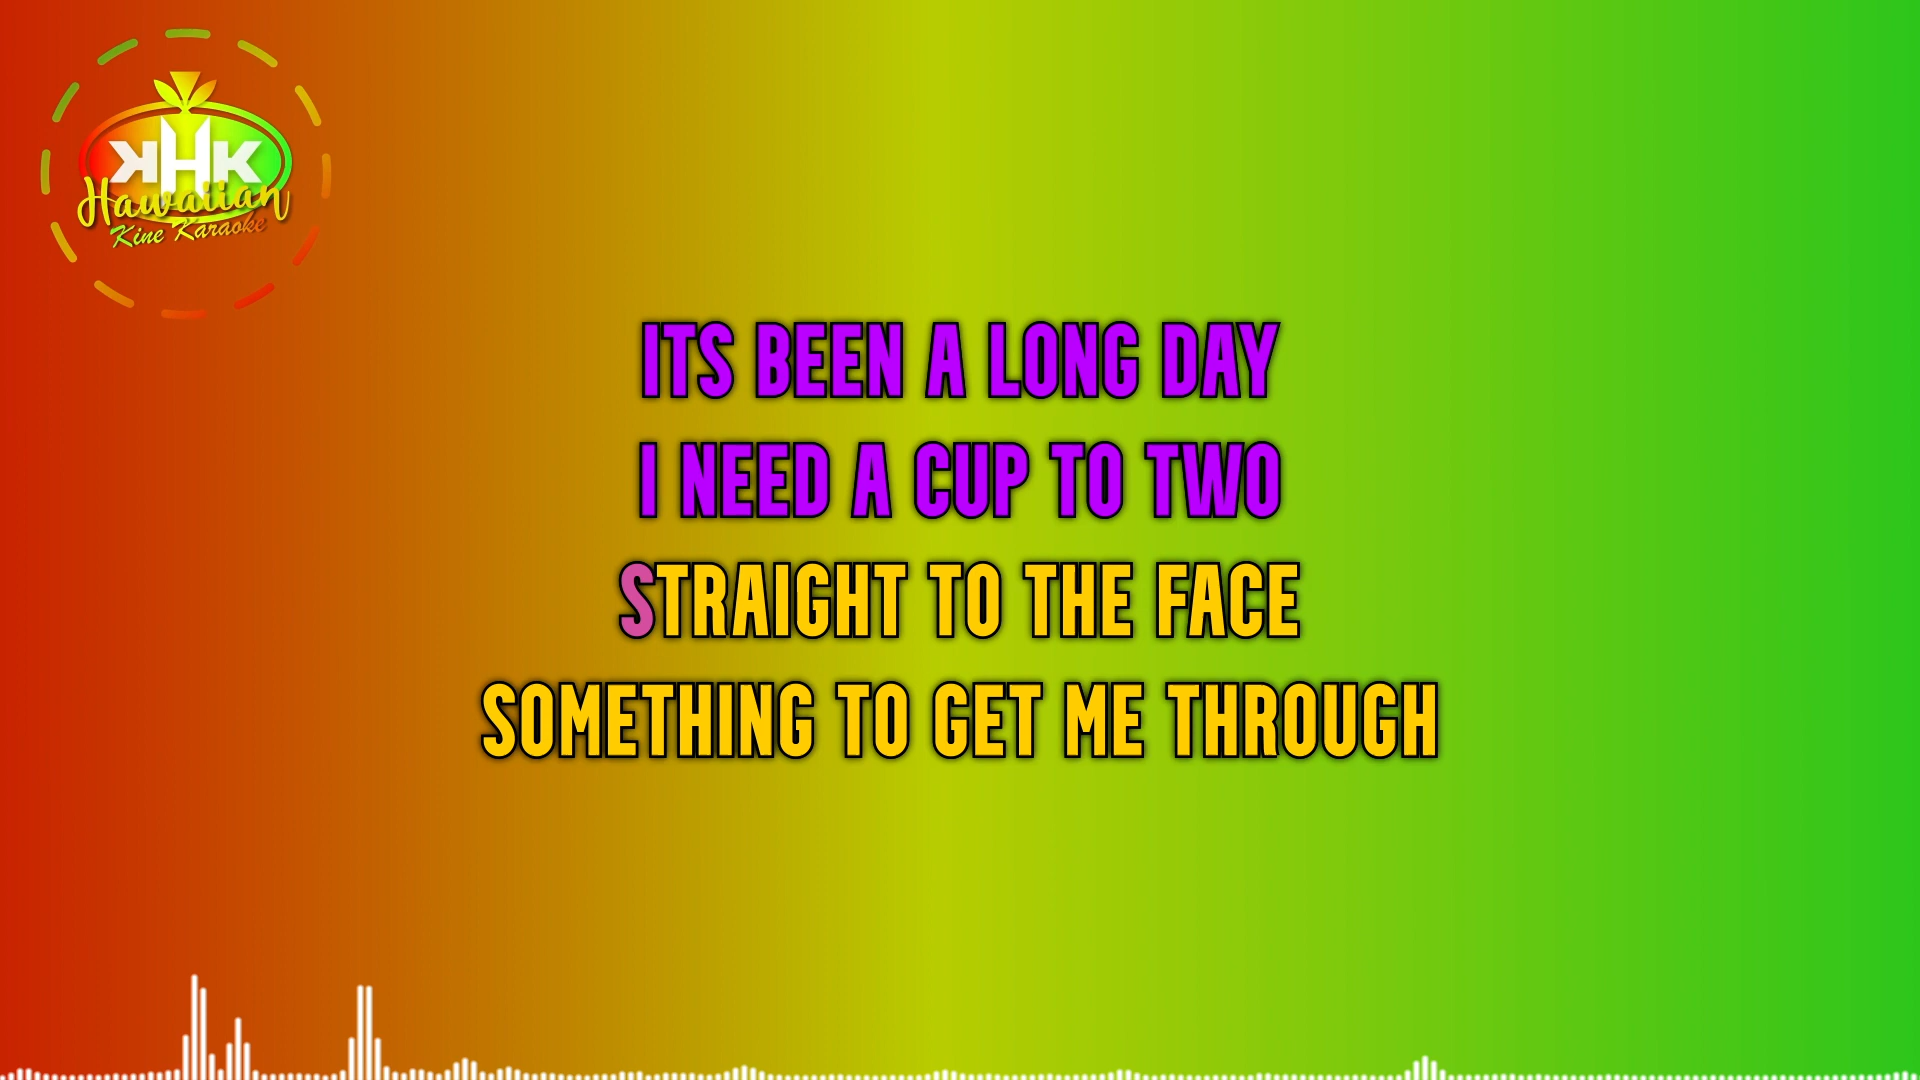 KHK
Hawaiian
Kine Karaoke
ITS BEEN A LONG DAY
I NEED A CUP TO TWO
STRAIGHT TO THE FACE
SOMETHING TO GET ME THROUGH